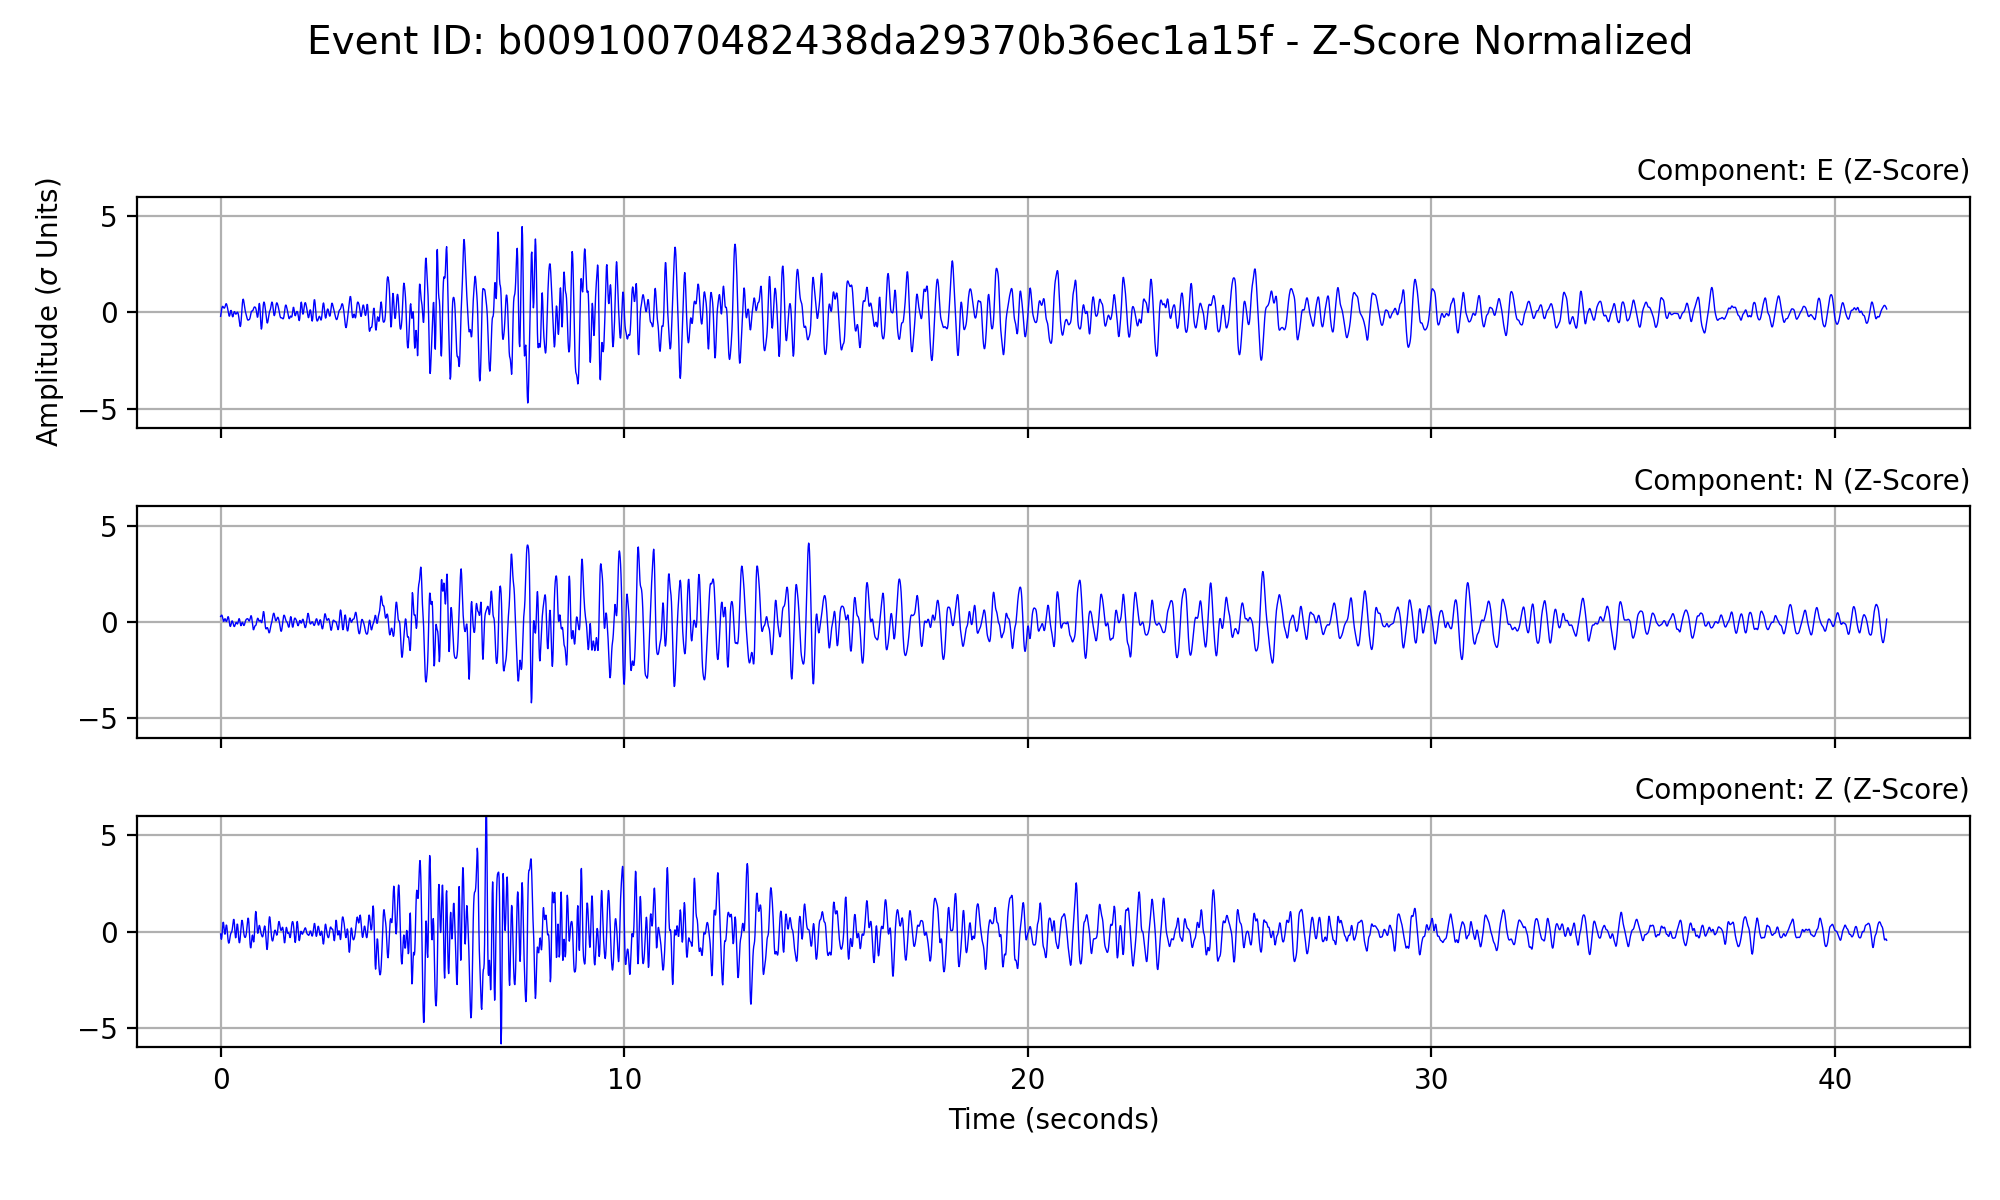 Event ID: b00910070482438da29370b36ec1a15f - Z-Score Normalized
Component: E (Z-Score)
Amplitude (σ Units)
5
0
−5
Component: N (Z-Score)
5
0
−5
Component: Z (Z-Score)
5
0
−5
0 10 20 30 40
Time (seconds)